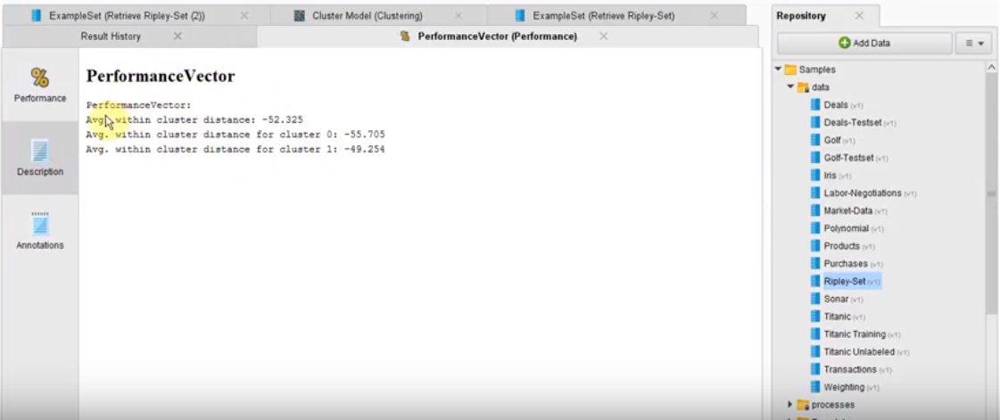 ExampleSet (Retrieve Ripley-Set (2))
Cluster Model (Clustering)
ExampleSet (Retrieve Ripley-Set)
Result History
PerformanceVector (Performance)
Performance
Description
Annotations
PerformanceVector
PerformanceVector:
Avg. within cluster distance: -52.325
Avg. within cluster distance for cluster 0: -55.705
Avg. within cluster distance for cluster 1: -49.254
Repository
Add Data
Samples
data
Deals (v1)
Deals-Testset (v1)
Golf (v1)
Golf-Testset (v1)
Iris (v1)
Labor-Negotiations (v1)
Market-Data (v1)
Polynomial (v1)
Products (v1)
Purchases (v1)
Ripley-Set (v1)
Sonar (v1)
Titanic (v1)
Titanic Training (v1)
Titanic Unlabeled (v1)
Transactions (v1)
Weighting (v1)
processes